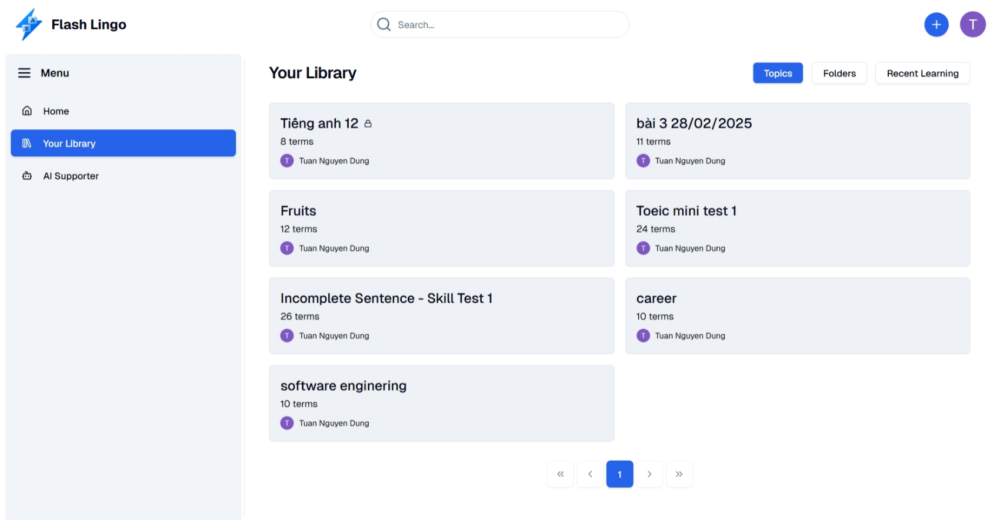 Flash Lingo
Search...
T
Menu
Home
Your Library
AI Supporter
Your Library
Topics
Folders
Recent Learning
Tiếng anh 12
8 terms
T Tuan Nguyen Dung
bài 3 28/02/2025
11 terms
T Tuan Nguyen Dung
Fruits
12 terms
T Tuan Nguyen Dung
Toeic mini test 1
24 terms
T Tuan Nguyen Dung
Incomplete Sentence - Skill Test 1
26 terms
T Tuan Nguyen Dung
career
10 terms
T Tuan Nguyen Dung
software enginering
10 terms
T Tuan Nguyen Dung
« ‹ 1 › »